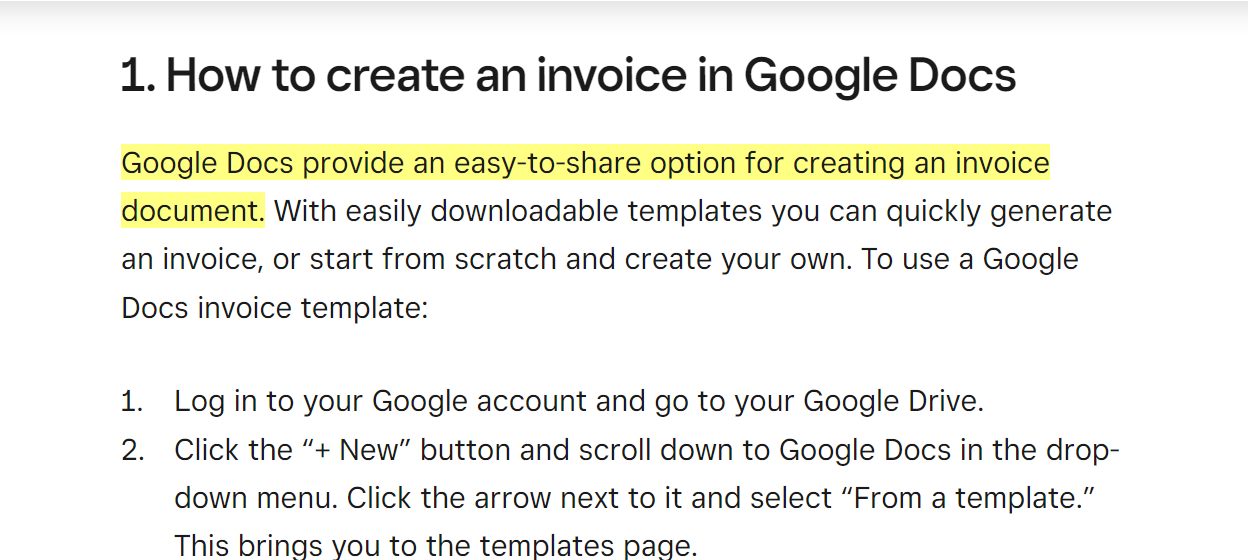 1. How to create an invoice in Google Docs
Google Docs provide an easy-to-share option for creating an invoice
document. With easily downloadable templates you can quickly generate
an invoice, or start from scratch and create your own. To use a Google
Docs invoice template:
1. Log in to your Google account and go to your Google Drive.
2. Click the “+ New” button and scroll down to Google Docs in the drop-
down menu. Click the arrow next to it and select “From a template.”
This brings you to the templates page.